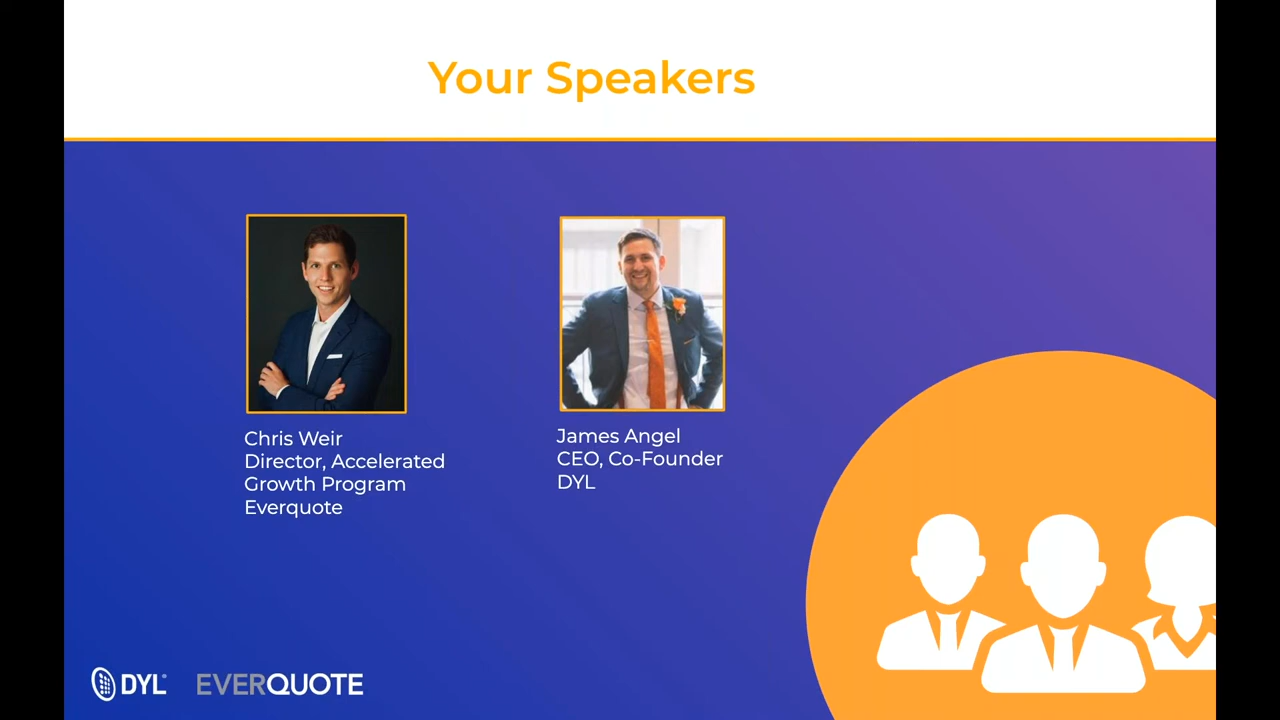 Your Speakers
Chris Weir
Director, Accelerated
Growth Program
Everquote
James Angel
CEO, Co-Founder
DYL
DYL
EVERQUOTE